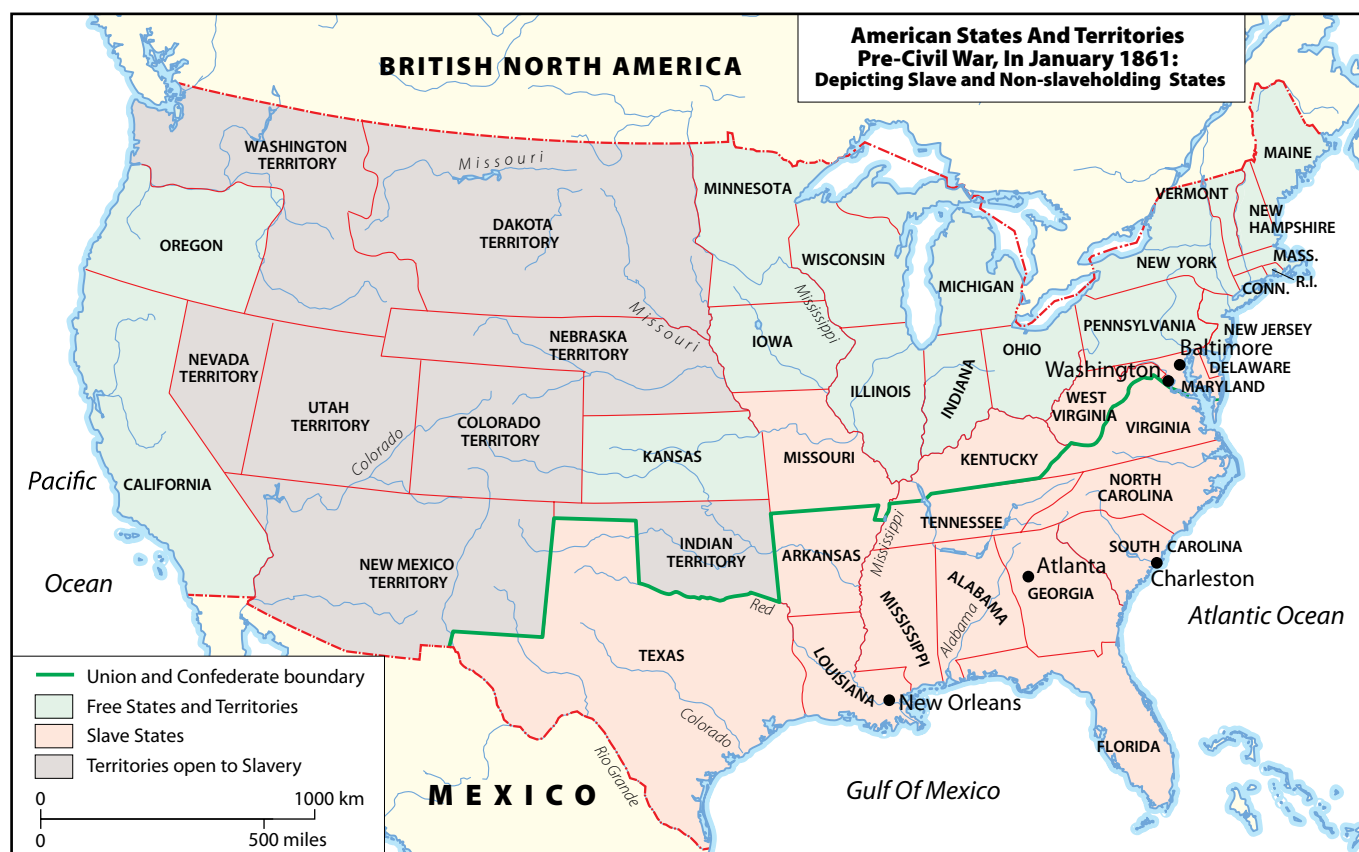 American States And Territories
Pre-Civil War, In January 1861:
Depicting Slave and Non-slaveholding States
BRITISH NORTH AMERICA
WASHINGTON
TERRITORY
Missouri
DAKOTA
TERRITORY
MINNESOTA
MAINE
VERMONT
NEW
HAMPSHIRE
OREGON
WISCONSIN
MICHIGAN
NEW YORK
MASS.
R.I.
CONN.
Mississippi
Missouri
NEBRASKA
TERRITORY
IOWA
PENNSYLVANIA
NEW JERSEY
OHIO
Baltimore
DELAWARE
Washington
MARYLAND
NEVADA
TERRITORY
ILLINOIS
INDIANA
WEST
VIRGINIA
VIRGINIA
UTAH
TERRITORY
COLORADO
TERRITORY
Colorado
KANSAS
MISSOURI
KENTUCKY
Pacific
Ocean
CALIFORNIA
NORTH
CAROLINA
TENNESSEE
Mississippi
NEW MEXICO
TERRITORY
INDIAN
TERRITORY
ARKANSAS
SOUTH CAROLINA
Charleston
Atlanta
GEORGIA
ALABAMA
Alabama
MISSISSIPPI
Red
Atlantic Ocean
TEXAS
LOUISIANA
New Orleans
Colorado
FLORIDA
Rio Grande
MEXICO
Gulf Of Mexico
Union and Confederate boundary
Free States and Territories
Slave States
Territories open to Slavery
0 1000 km
0 500 miles